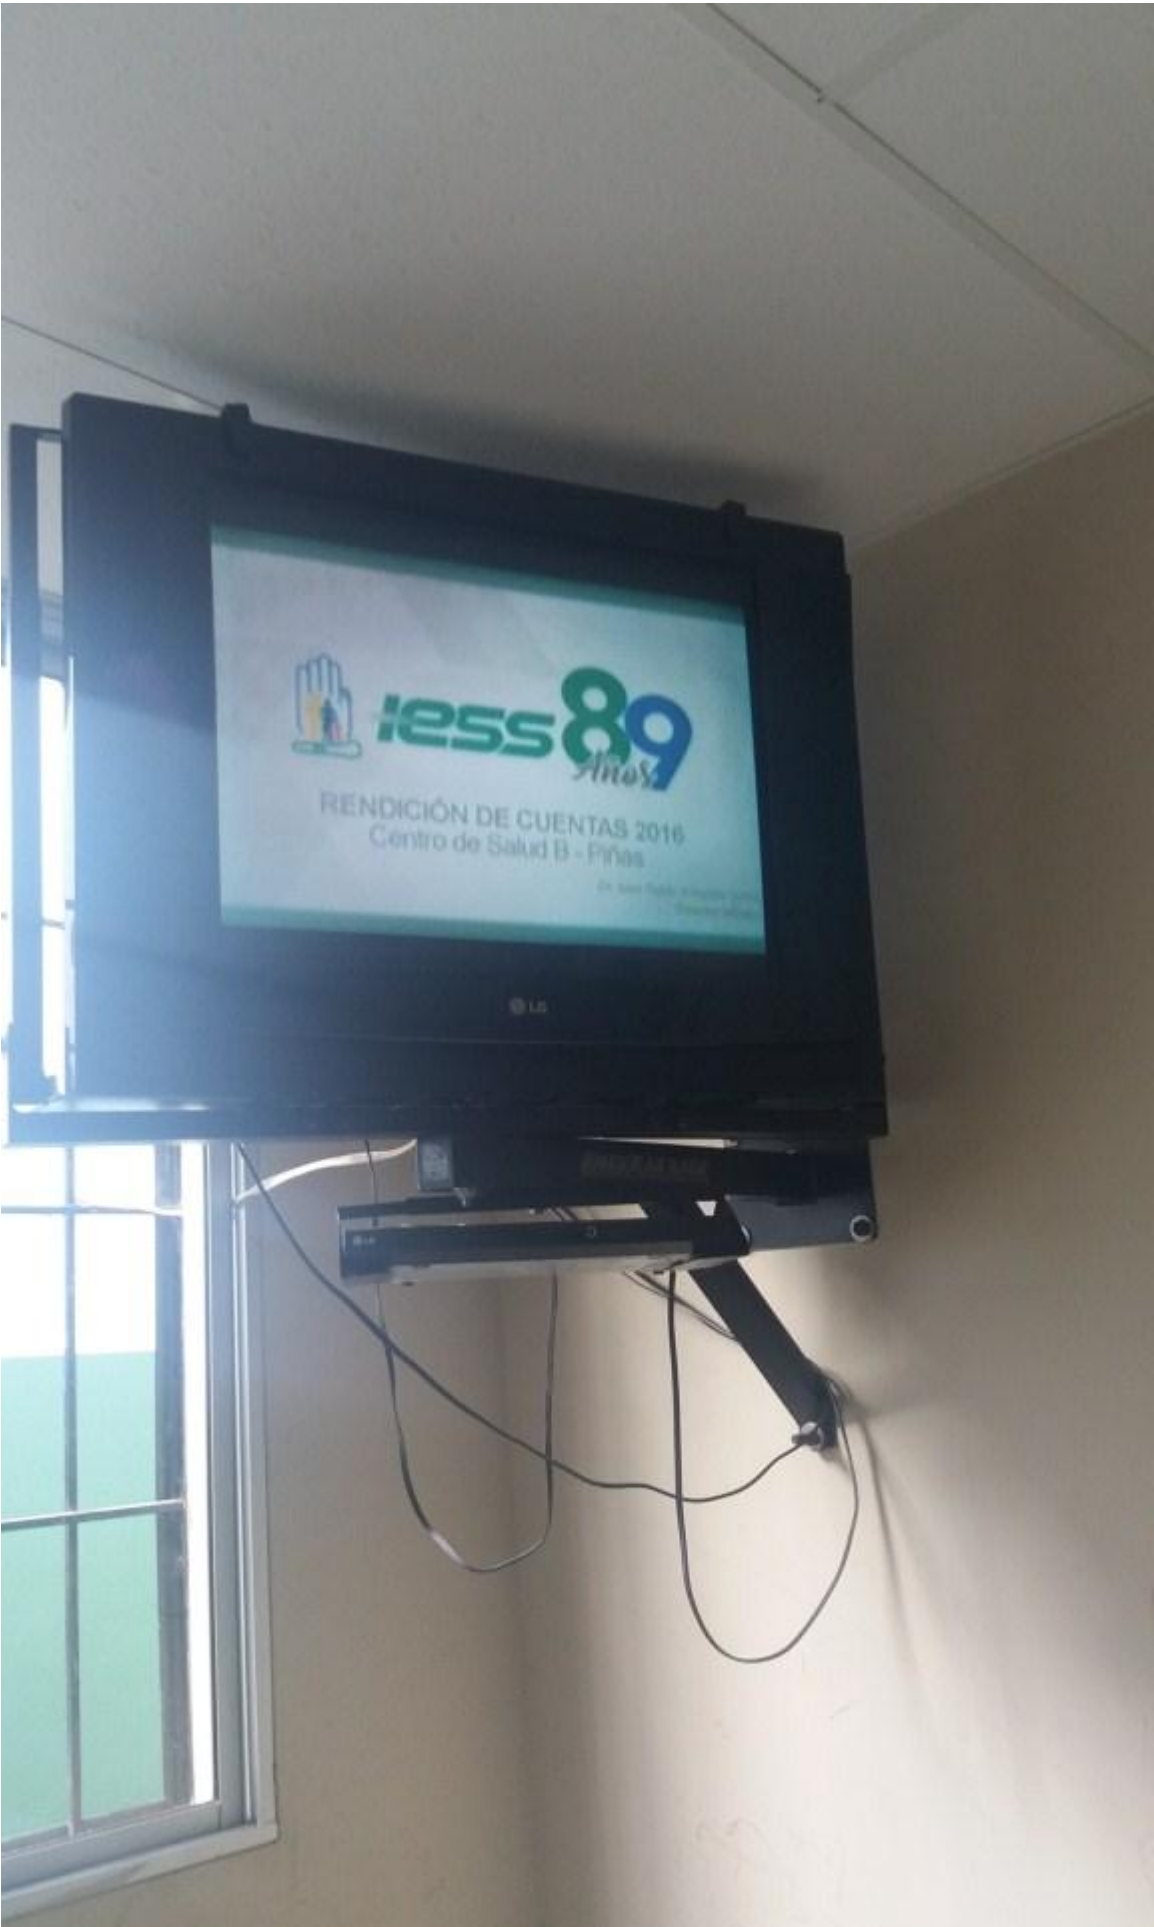 iess 89
Años
RENDICIÓN DE CUENTAS 2016
Centro de Salud B - Piñas
LG
LG